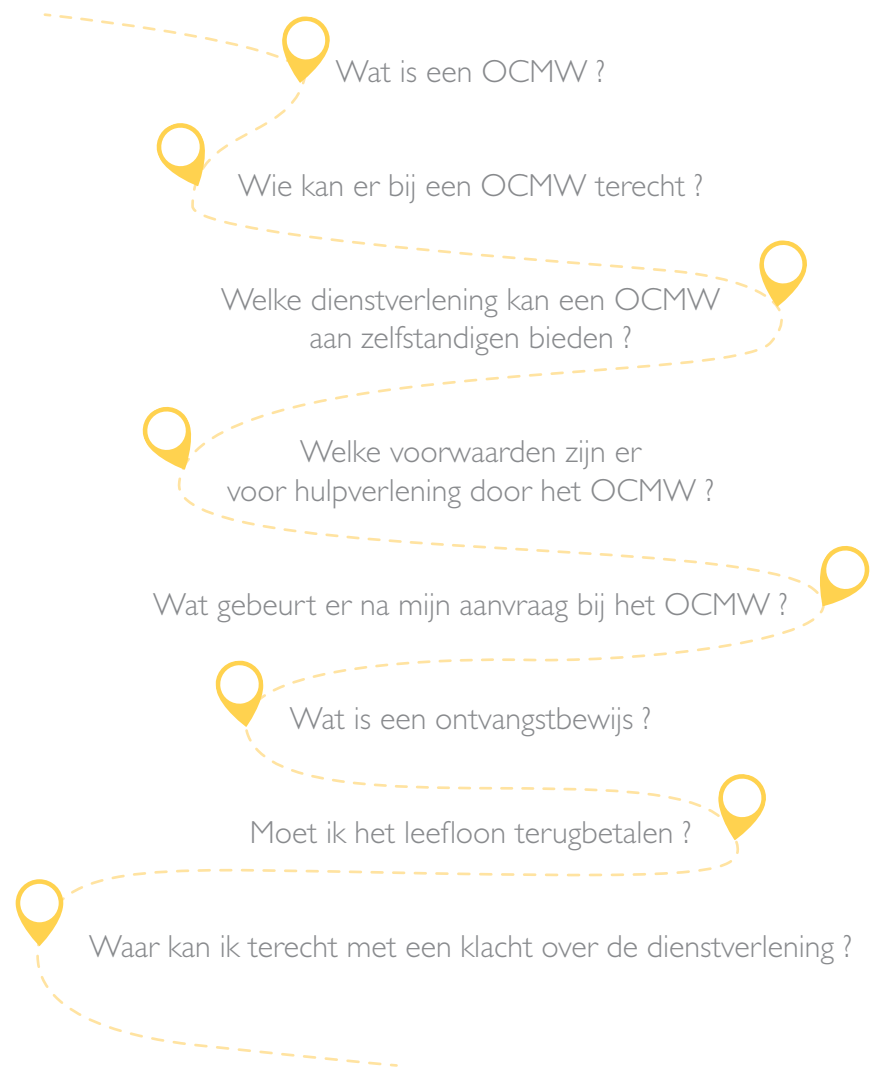 Wat is een OCMW ?
Wie kan er bij een OCMW terecht ?
Welke dienstverlening kan een OCMW
aan zelfstandigen bieden ?
Welke voorwaarden zijn er
voor hulpverlening door het OCMW ?
Wat gebeurt er na mijn aanvraag bij het OCMW ?
Wat is een ontvangstbewijs ?
Moet ik het leefloon terugbetalen ?
Waar kan ik terecht met een klacht over de dienstverlening ?